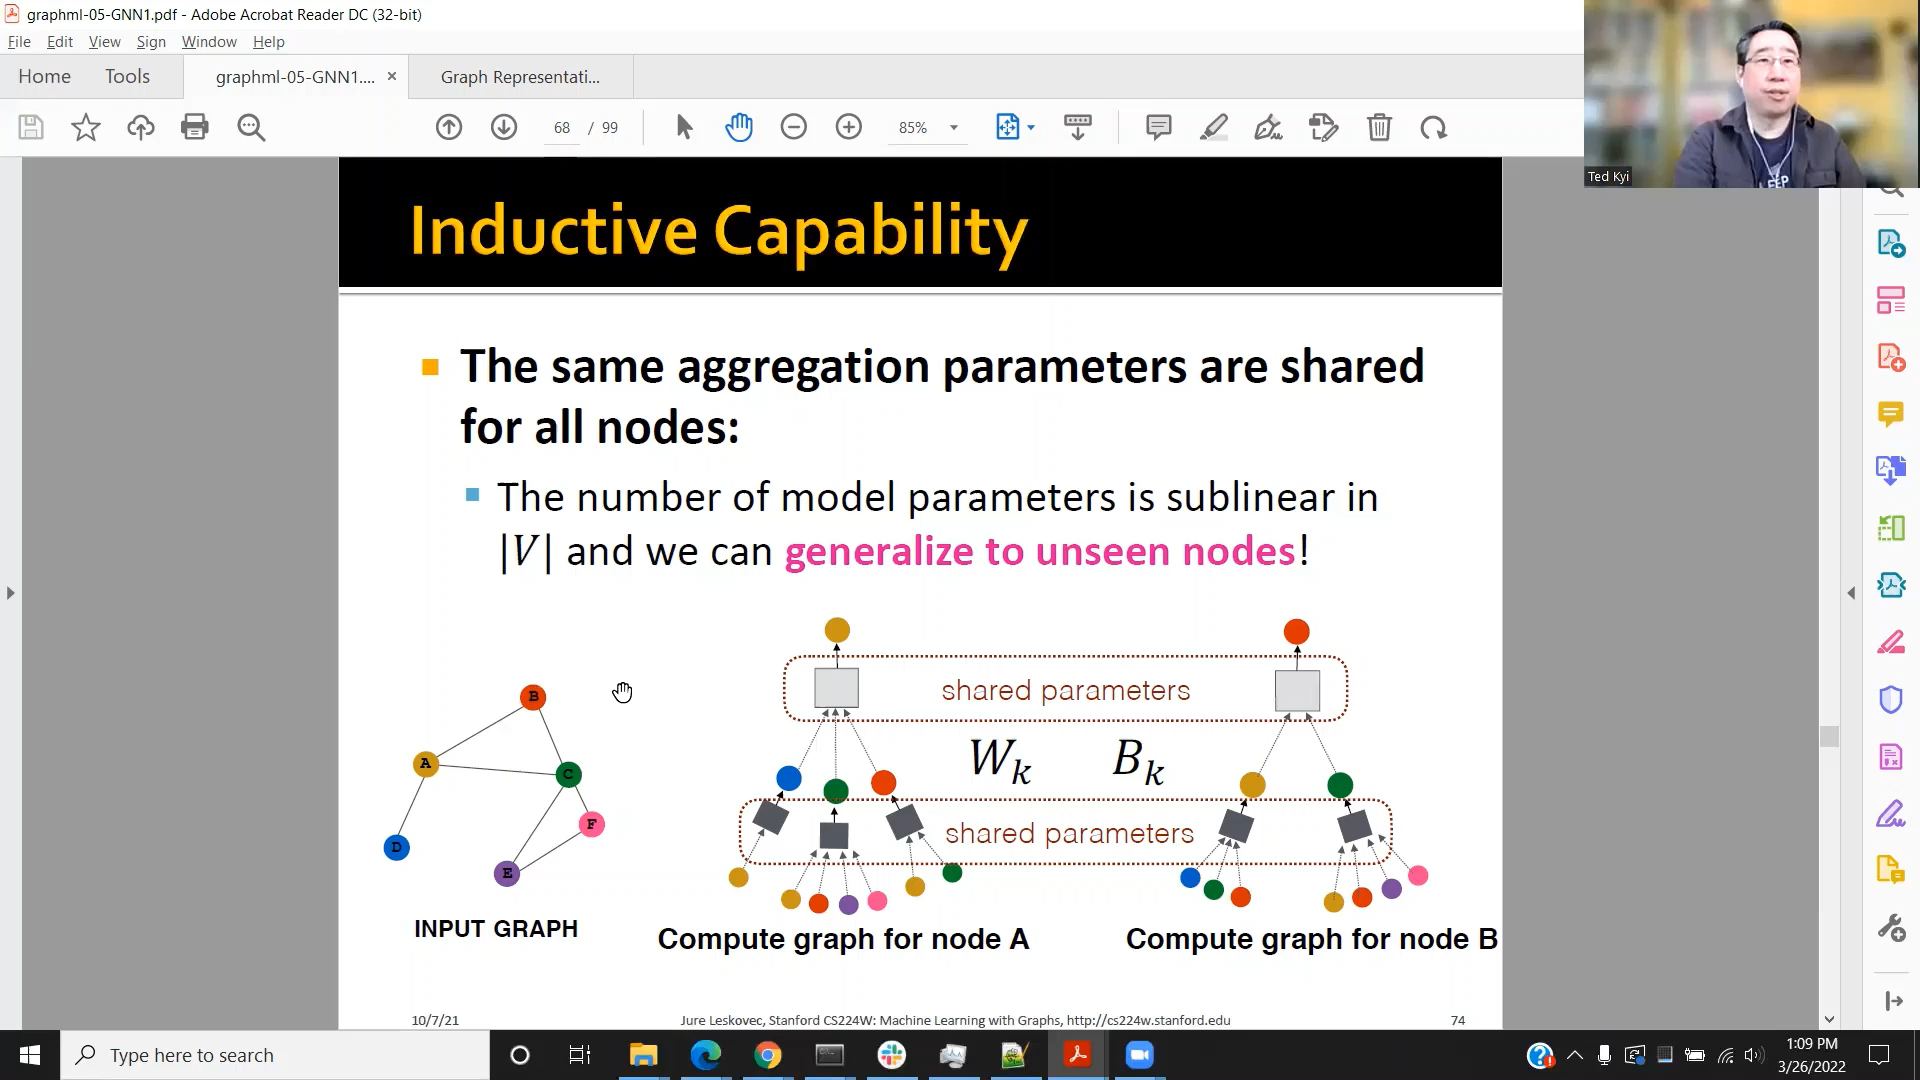 graphml-05-GNN1.pdf - Adobe Acrobat Reader DC (32-bit)
File Edit View Sign Window Help
Home Tools graphml-05-GNN1.... × Graph Representati...
68 / 99 85%
Ted Kyi
Inductive Capability
The same aggregation parameters are shared
for all nodes:
The number of model parameters is sublinear in
|V| and we can generalize to unseen nodes!
shared parameters
B
W_k B_k
A
C
F
shared parameters
D
E
INPUT GRAPH
Compute graph for node A
Compute graph for node B
10/7/21 Jure Leskovec, Stanford CS224W: Machine Learning with Graphs, http://cs224w.stanford.edu 74
Type here to search
1:09 PM
3/26/2022